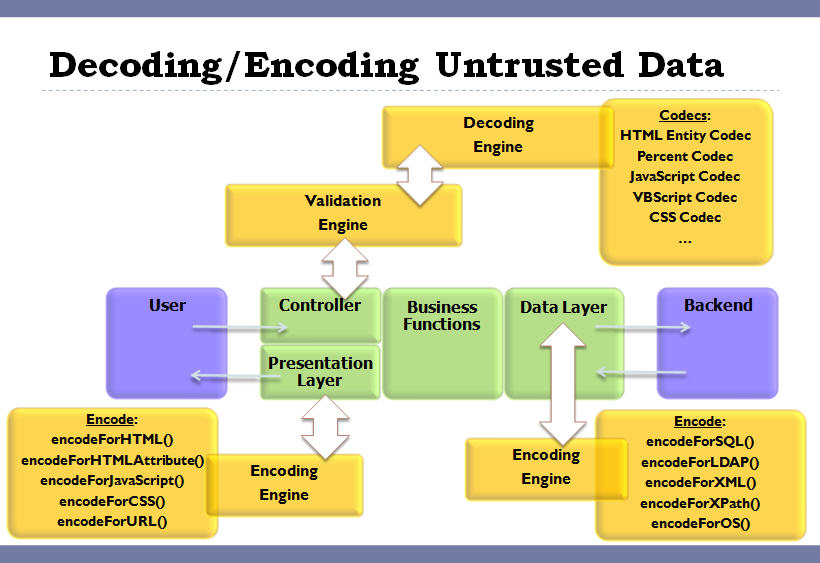 Decoding/Encoding Untrusted Data
Decoding
Engine
Codecs:
HTML Entity Codec
Percent Codec
JavaScript Codec
VBScript Codec
CSS Codec
...
Validation
Engine
User
Controller
Presentation
Layer
Business
Functions
Data Layer
Backend
Encode:
encodeForHTML()
encodeForHTMLAttribute()
encodeForJavaScript()
encodeForCSS()
encodeForURL()
Encoding
Engine
Encoding
Engine
Encode:
encodeForSQL()
encodeForLDAP()
encodeForXML()
encodeForXPath()
encodeForOS()